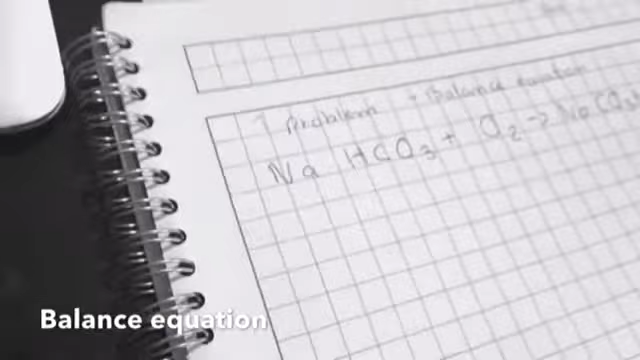 1 Problem + Balance equation
Na HCO3 + O2 → Na CO3
Balance equation